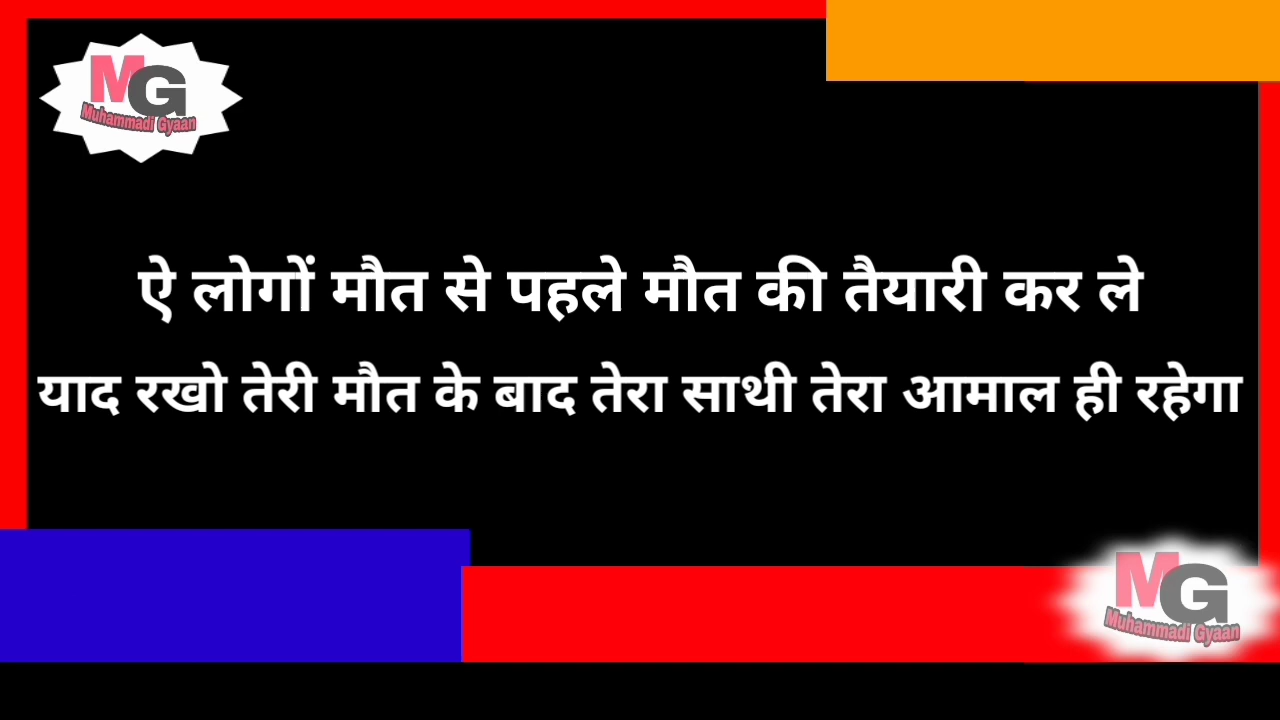 MG
Muhammadi Gyaan
ऐ लोगों मौत से पहले मौत की तैयारी कर ले
याद रखो तेरी मौत के बाद तेरा साथी तेरा आमाल ही रहेगा
MG
Muhammadi Gyaan